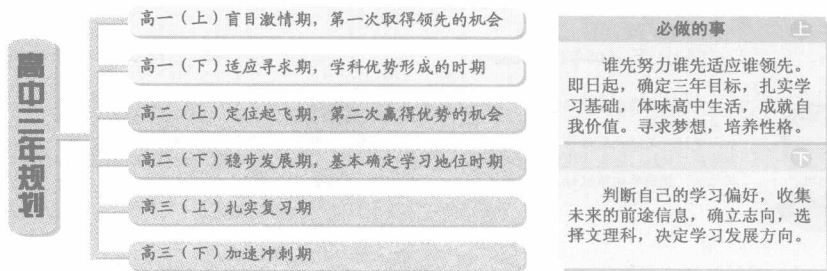 高中三年规划
高一（上）盲目激情期，第一次取得领先的机会
高一（下）适应寻求期，学科优势形成的时期
高二（上）定位起飞期，第二次赢得优势的机会
高二（下）稳步发展期，基本确定学习地位时期
高三（上）扎实复习期
高三（下）加速冲刺期
必做的事
上
谁先努力谁先适应谁领先。
即日起，确定三年目标，扎实学
习基础，体味高中生活，成就自
我价值。寻求梦想，培养性格。
下
判断自己的学习偏好，收集
未来的前途信息，确立志向，选
择文理科，决定学习发展方向。